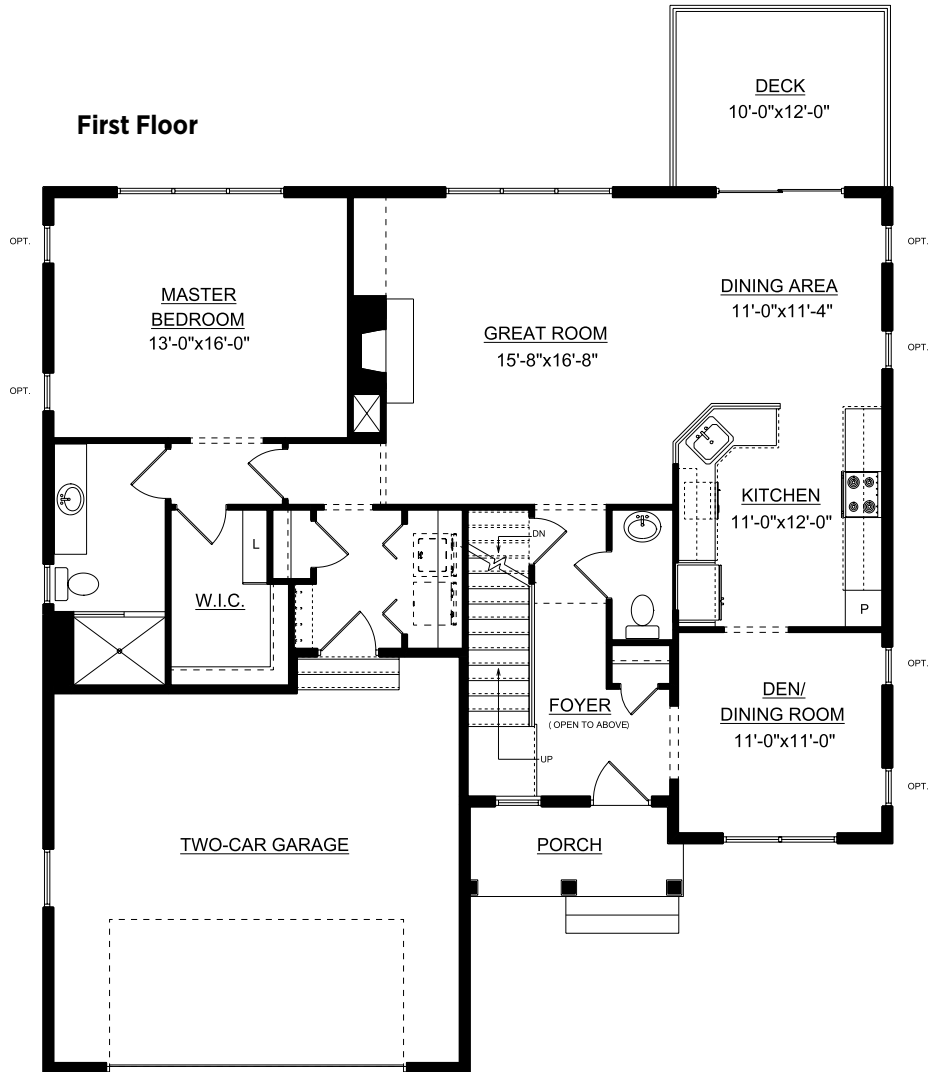 DECK
10'-0"x12'-0"
First Floor
OPT.
OPT.
MASTER
BEDROOM
13'-0"x16'-0"
DINING AREA
11'-0"x11'-4"
GREAT ROOM
15'-8"x16'-8"
OPT.
OPT.
KITCHEN
11'-0"x12'-0"
DN
L
W.I.C.
P
OPT.
DEN/
DINING ROOM
11'-0"x11'-0"
FOYER
( OPEN TO ABOVE)
UP
OPT.
TWO-CAR GARAGE
PORCH